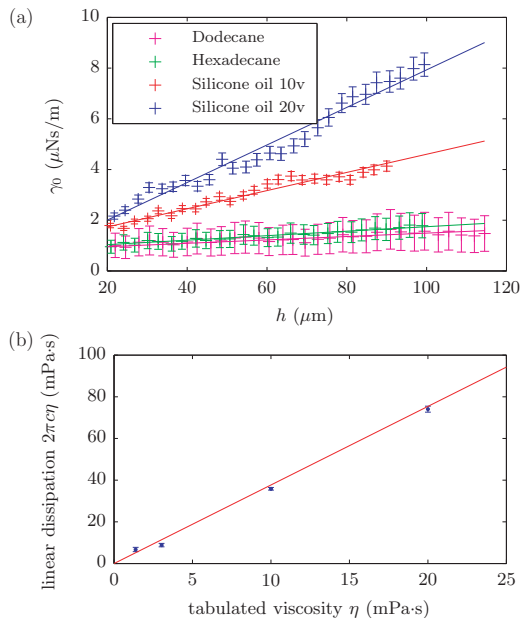 (a)
Dodecane
Hexadecane
Silicone oil 10v
Silicone oil 20v
γ₀ (μNs/m)
10
8
6
4
2
0
20 40 60 80 100 120
h (μm)
(b)
linear dissipation 2πcη (mPa·s)
100
80
60
40
20
0
0 5 10 15 20 25
tabulated viscosity η (mPa·s)